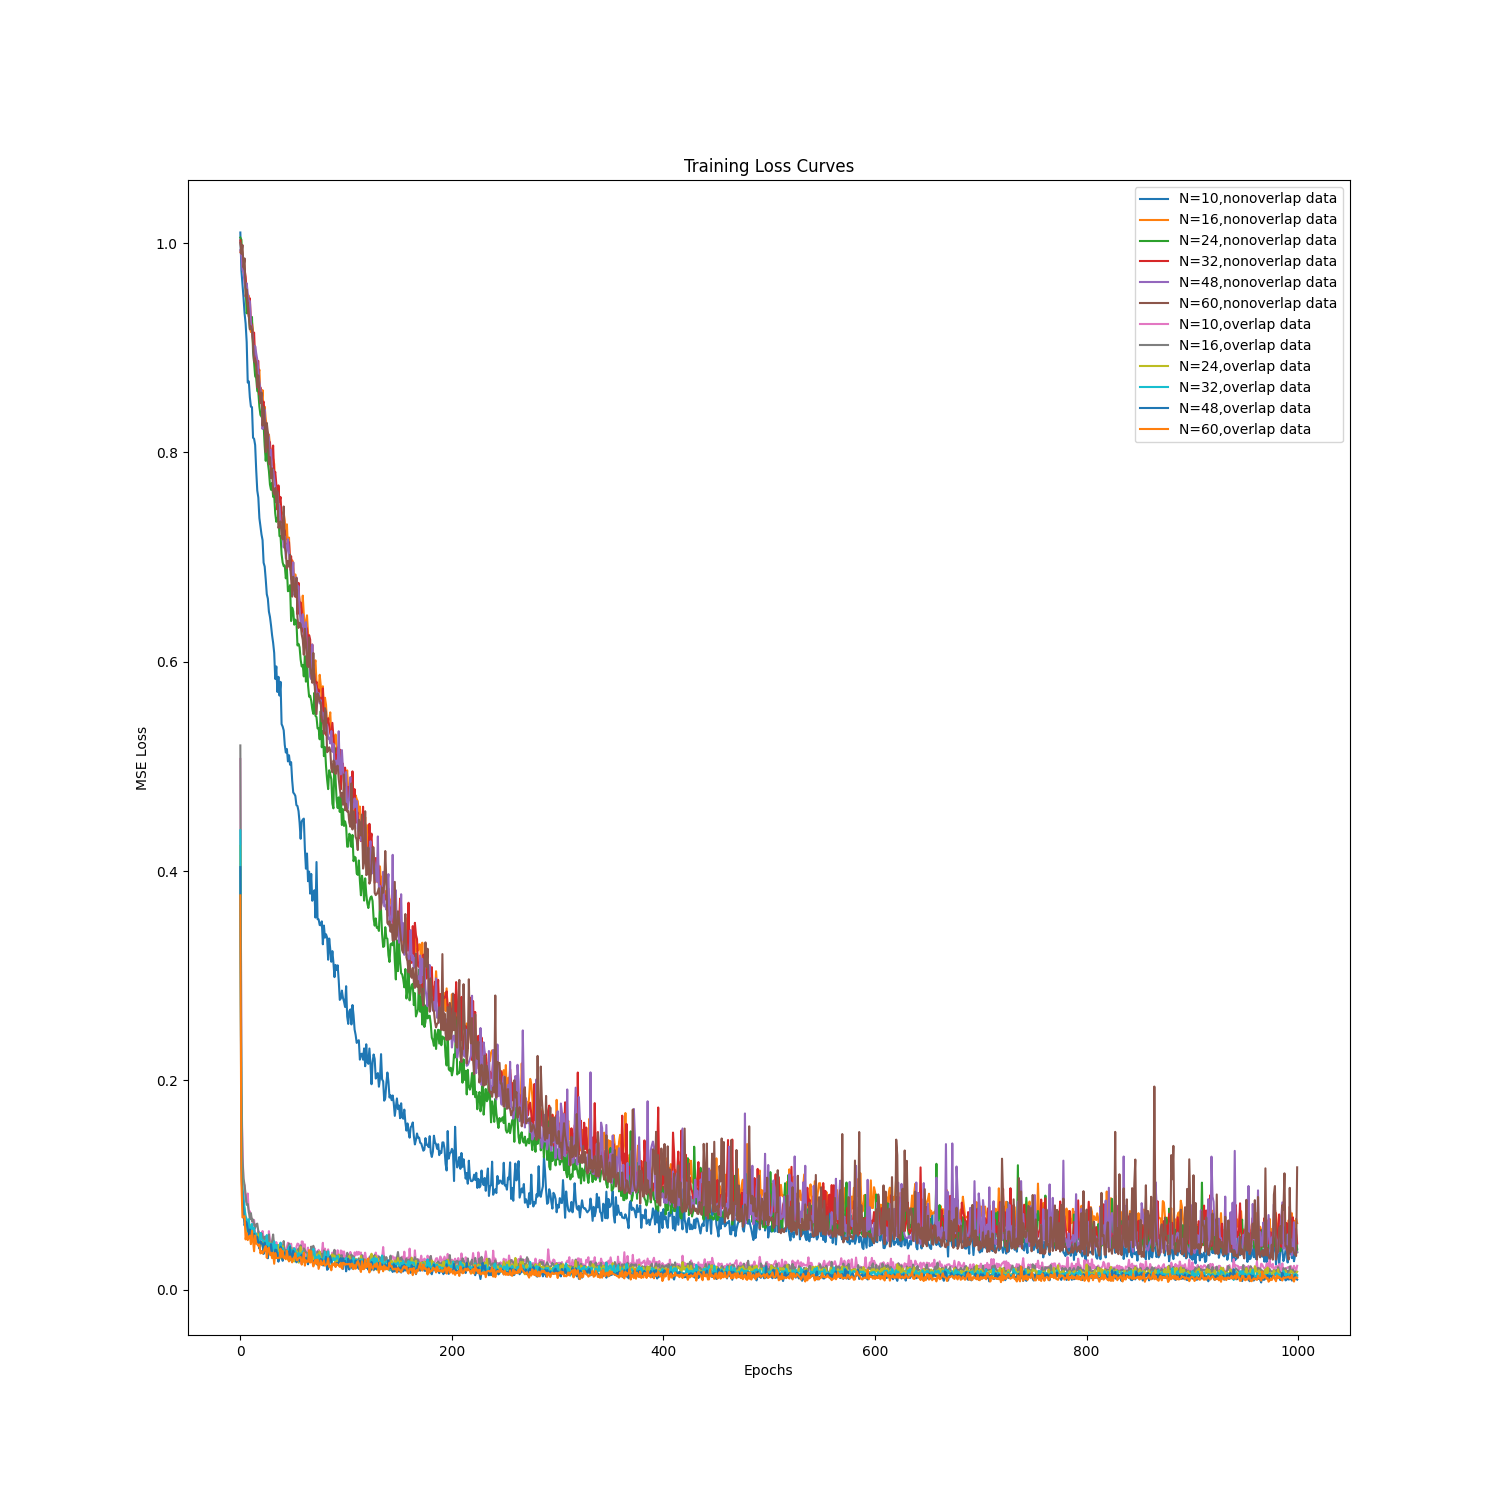 Training Loss Curves
N=10,nonoverlap data
N=16,nonoverlap data
N=24,nonoverlap data
N=32,nonoverlap data
N=48,nonoverlap data
N=60,nonoverlap data
N=10,overlap data
N=16,overlap data
N=24,overlap data
N=32,overlap data
N=48,overlap data
N=60,overlap data
MSE Loss
1.0
0.8
0.6
0.4
0.2
0.0
0 200 400 600 800 1000
Epochs